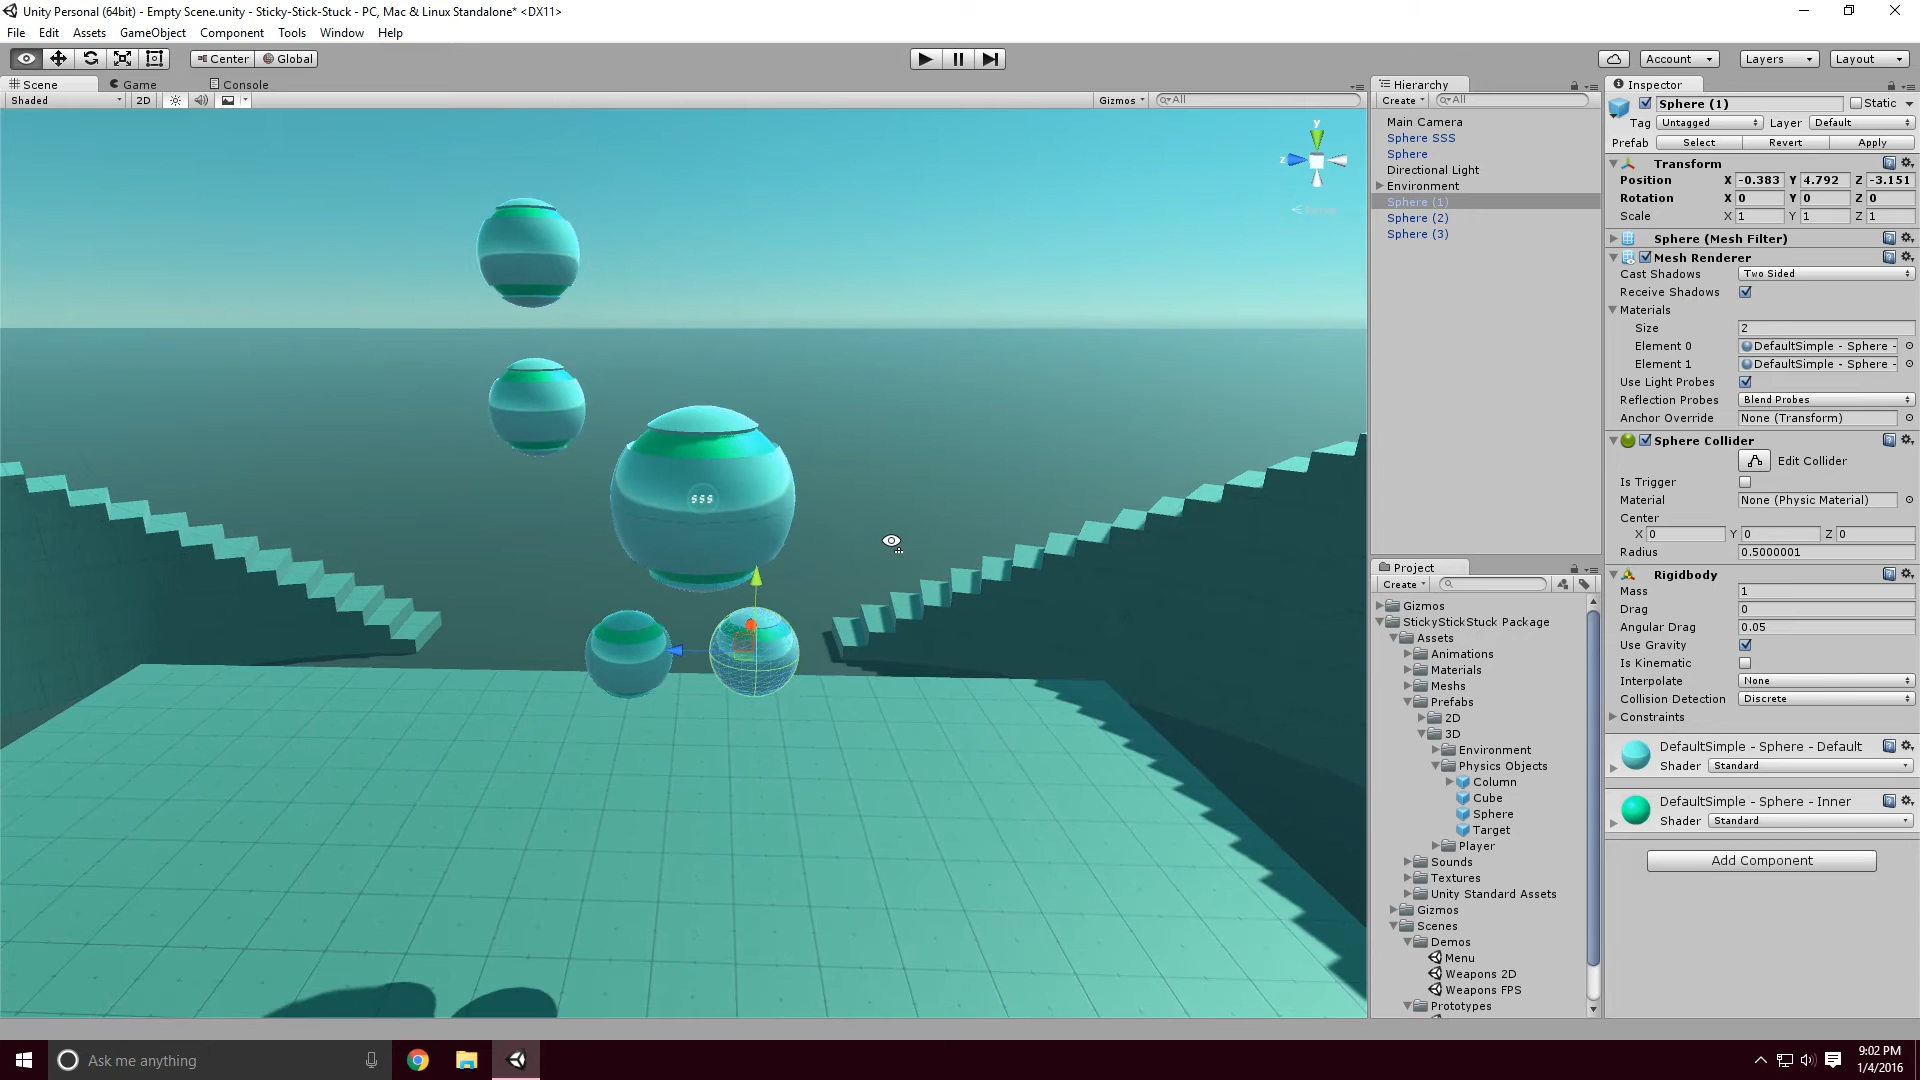 Unity Personal (64bit) - Empty Scene.unity - Sticky-Stick-Stuck - PC, Mac & Linux Standalone* <DX11>
File Edit Assets GameObject Component Tools Window Help
Center Global Account Layers Layout
Scene Game Console
Shaded 2D Gizmos All
y
z
Persp
$$$
Hierarchy
Create All
Main Camera
Sphere SSS
Sphere
Directional Light
Environment
Sphere (1)
Sphere (2)
Sphere (3)
Project
Create
Gizmos
StickyStickStuck Package
Assets
Animations
Materials
Meshs
Prefabs
2D
3D
Environment
Physics Objects
Column
Cube
Sphere
Target
Player
Sounds
Textures
Unity Standard Assets
Gizmos
Scenes
Demos
Menu
Weapons 2D
Weapons FPS
Prototypes
Inspector
Sphere (1) Static
Tag Untagged Layer Default
Prefab Select Revert Apply
Transform
Position X -0.383 Y 4.792 Z -3.151
Rotation X 0 Y 0 Z 0
Scale X 1 Y 1 Z 1
Sphere (Mesh Filter)
Mesh Renderer
Cast Shadows Two Sided
Receive Shadows
Materials
Size 2
Element 0 DefaultSimple - Sphere -
Element 1 DefaultSimple - Sphere -
Use Light Probes
Reflection Probes Blend Probes
Anchor Override None (Transform)
Sphere Collider
Edit Collider
Is Trigger
Material None (Physic Material)
Center
X 0 Y 0 Z 0
Radius 0.5000001
Rigidbody
Mass 1
Drag 0
Angular Drag 0.05
Use Gravity
Is Kinematic
Interpolate None
Collision Detection Discrete
Constraints
DefaultSimple - Sphere - Default
Shader Standard
DefaultSimple - Sphere - Inner
Shader Standard
Add Component
Ask me anything
9:02 PM
1/4/2016